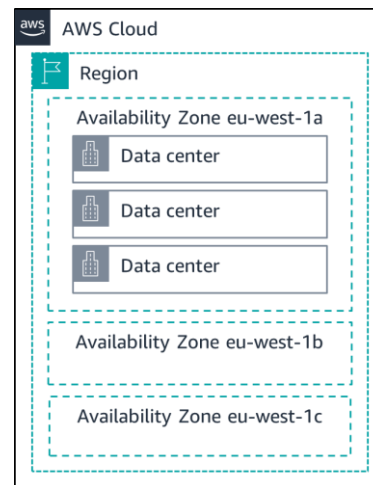 aws
AWS Cloud
Region
Availability Zone eu-west-1a
Data center
Data center
Data center
Availability Zone eu-west-1b
Availability Zone eu-west-1c